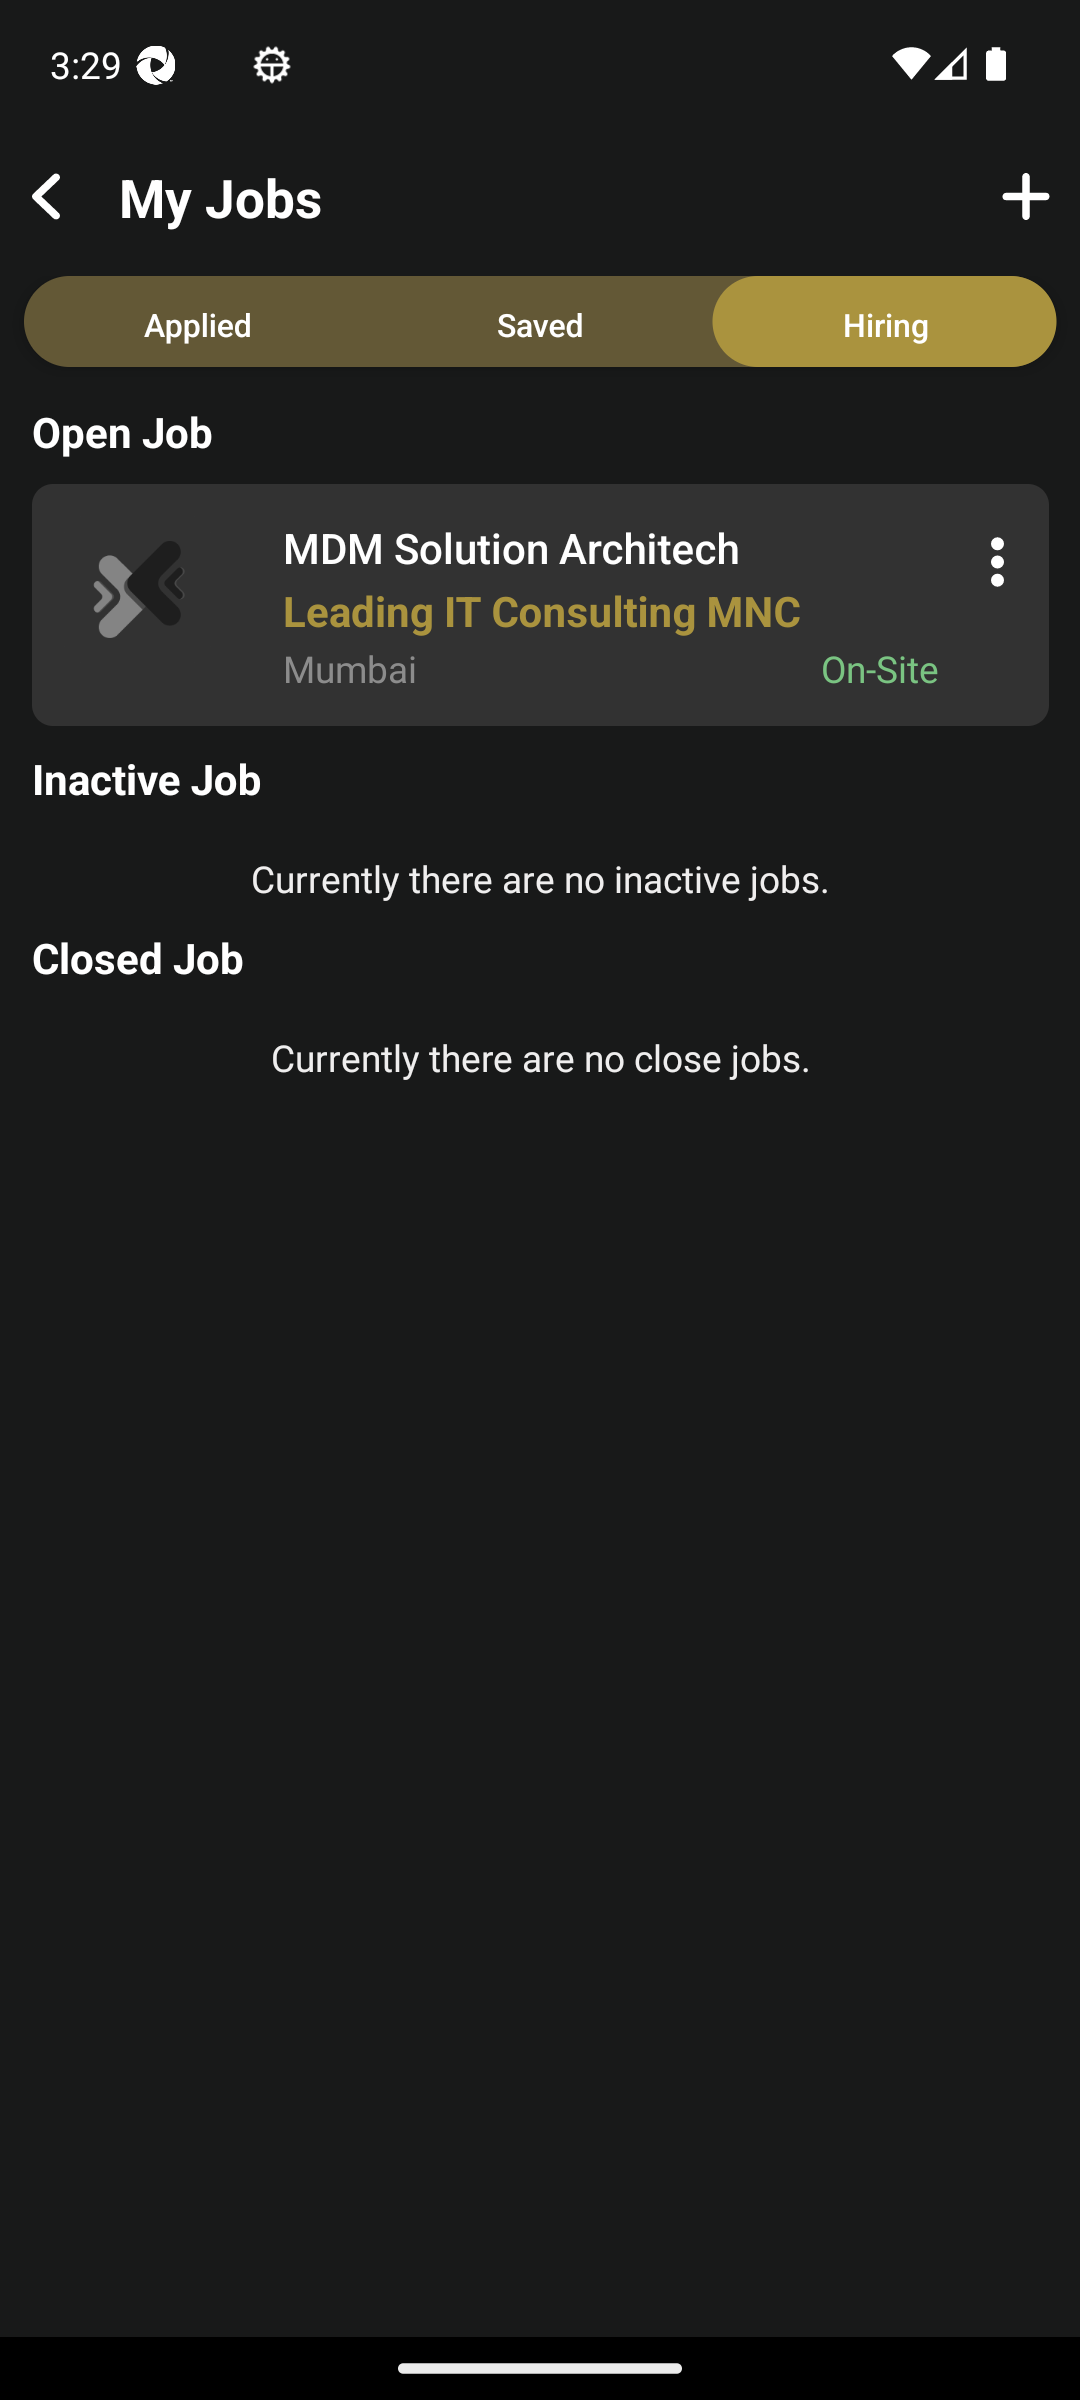 3:29
My Jobs
Applied Saved Hiring
Open Job
MDM Solution Architech
Leading IT Consulting MNC
Mumbai On-Site
Inactive Job
Currently there are no inactive jobs.
Closed Job
Currently there are no close jobs.